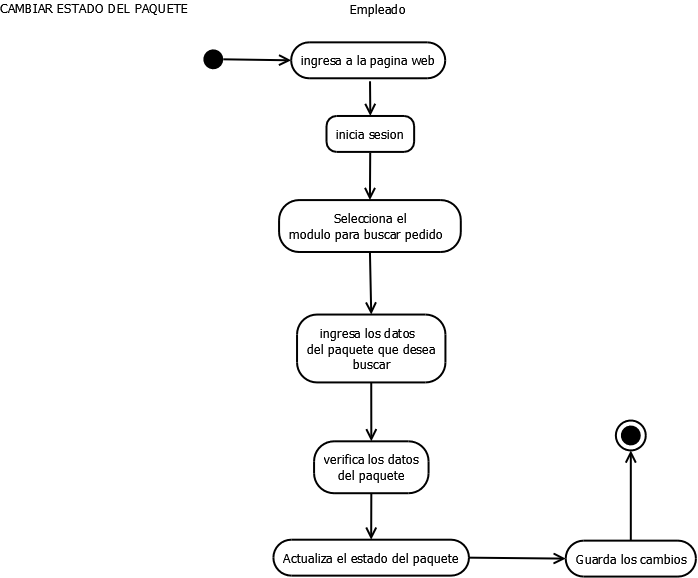 CAMBIAR ESTADO DEL PAQUETE
Empleado
ingresa a la pagina web
inicia sesion
Selecciona el
modulo para buscar pedido
ingresa los datos
del paquete que desea
buscar
verifica los datos
del paquete
Actualiza el estado del paquete
Guarda los cambios